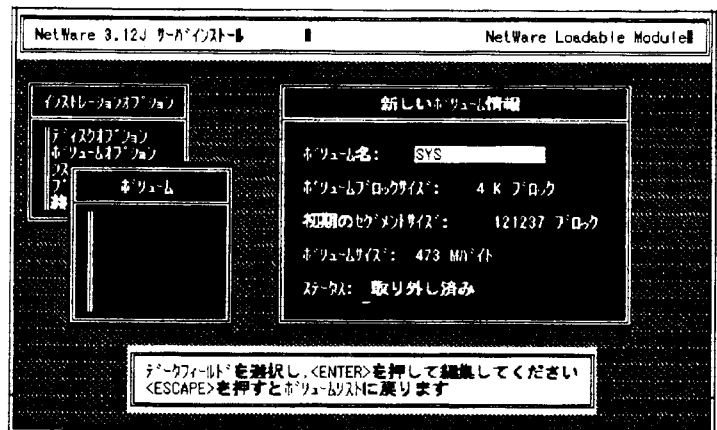 NetWare 3.12J ｻｰﾊﾞｲﾝｽﾄｰﾙ
NetWare Loadable Module
ｲﾝｽﾄﾚｰｼｮﾝｵﾌﾟｼｮﾝ
ﾃﾞｨｽｸｵﾌﾟｼｮﾝ
ﾎﾞﾘｭｰﾑｵﾌﾟｼｮﾝ
ﾎﾞﾘｭｰﾑ
新しいﾎﾞﾘｭｰﾑ情報
ﾎﾞﾘｭｰﾑ名: SYS
ﾎﾞﾘｭｰﾑﾌﾞﾛｯｸｻｲｽﾞ: 4 K ﾌﾞﾛｯｸ
初期のｾｸﾞﾒﾝﾄｻｲｽﾞ: 121237 ﾌﾞﾛｯｸ
ﾎﾞﾘｭｰﾑｻｲｽﾞ: 473 Mﾊﾞｲﾄ
ｽﾃｰﾀｽ: 取り外し済み
ﾃﾞｰﾀﾌｨｰﾙﾄﾞを選択し,<ENTER>を押して編集してください
<ESCAPE>を押すとﾎﾞﾘｭｰﾑﾘｽﾄに戻ります